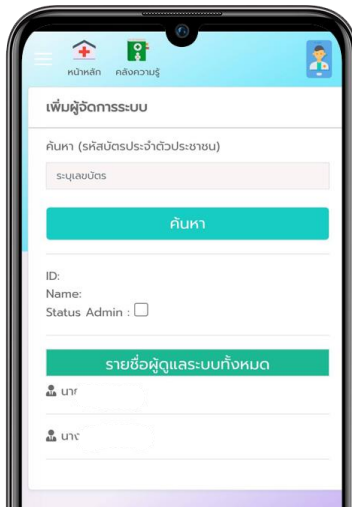 หน้าหลัก คลังความรู้
เพิ่มผู้จัดการระบบ
ค้นหา (รหัสบัตรประจำตัวประชาชน)
ระบุเลขบัตร
ค้นหา
ID:
Name:
Status Admin :
รายชื่อผู้ดูแลระบบทั้งหมด